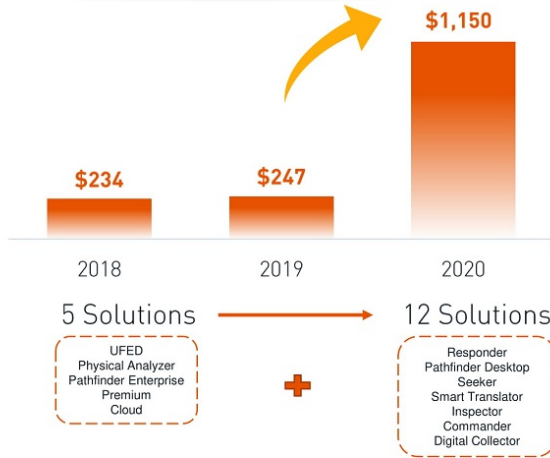 $1,150
$234
$247
2018
2019
2020
5 Solutions
12 Solutions
UFED
Physical Analyzer
Pathfinder Enterprise
Premium
Cloud
Responder
Pathfinder Desktop
Seeker
Smart Translator
Inspector
Commander
Digital Collector